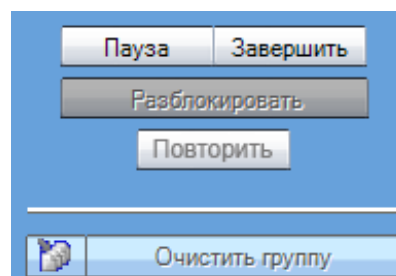 Пауза Завершить
Разблокировать
Повторить
Очистить группу